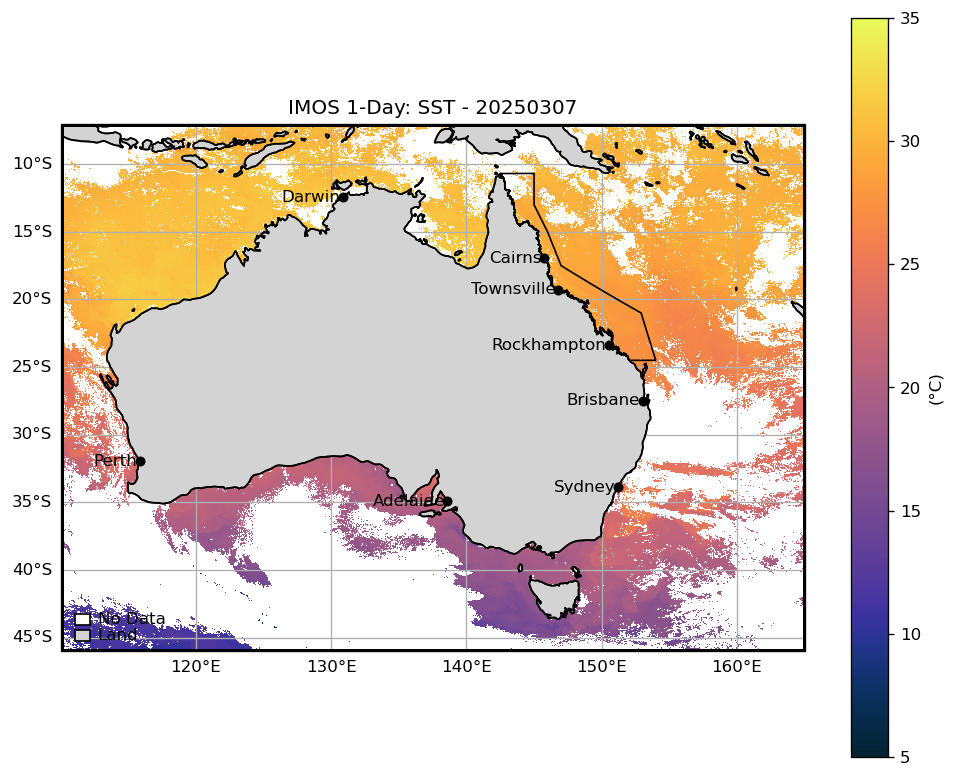 IMOS 1-Day: SST - 20250307
35
30
25
20
15
10
5
(°C)
10°S
15°S
20°S
25°S
30°S
35°S
40°S
45°S
Darwin
Cairns
Townsville
Rockhampton
Brisbane
Perth
Sydney
Adelaide
No Data
Land
120°E
130°E
140°E
150°E
160°E